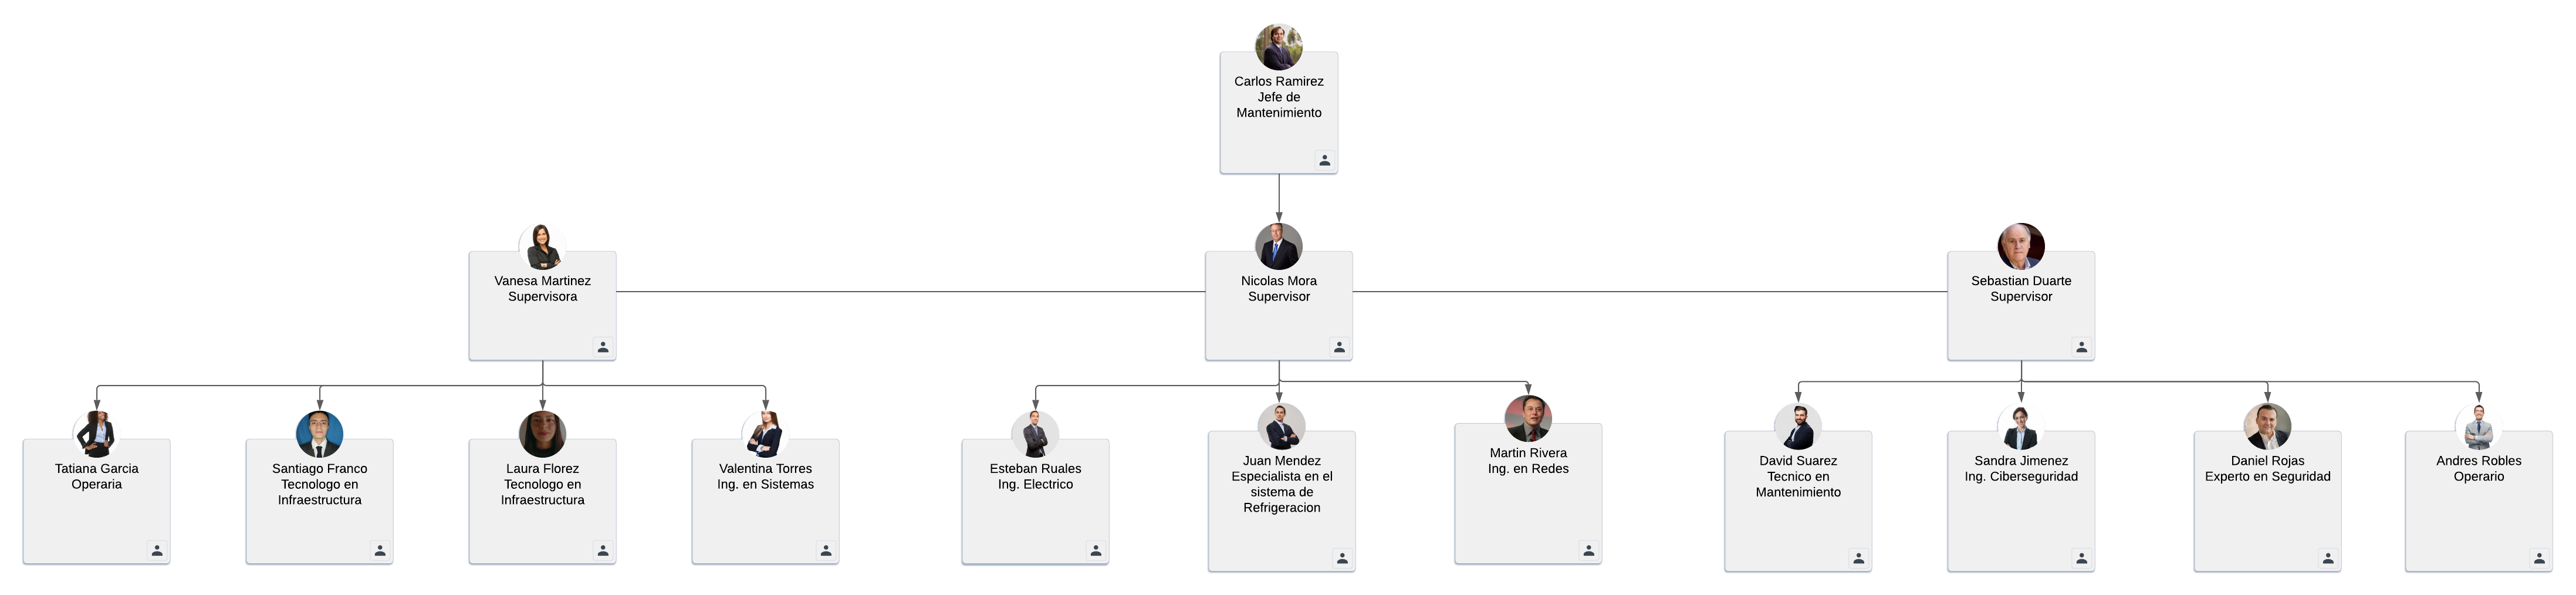 Carlos Ramirez
Jefe de
Mantenimiento
Vanesa Martinez
Supervisora
Nicolas Mora
Supervisor
Sebastian Duarte
Supervisor
Tatiana Garcia
Operaria
Santiago Franco
Tecnologo en
Infraestructura
Laura Florez
Tecnologo en
Infraestructura
Valentina Torres
Ing. en Sistemas
Esteban Ruales
Ing. Electrico
Juan Mendez
Especialista en el
sistema de
Refrigeracion
Martin Rivera
Ing. en Redes
David Suarez
Tecnico en
Mantenimiento
Sandra Jimenez
Ing. Ciberseguridad
Daniel Rojas
Experto en Seguridad
Andres Robles
Operario